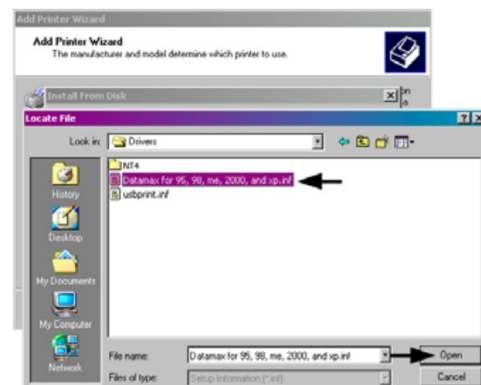 Add Printer Wizard
Add Printer Wizard
The manufacturer and model determine which printer to use.
Install From Disk
Locate File
Look in: Drivers
NT4
Datamax for 95, 98, me, 2000, and xp.inf
usbprint.inf
History
Desktop
My Documents
My Computer
Network
File name: Datamax for 95, 98, me, 2000, and xp.inf Open
Files of type: Setup Information (*.inf) Cancel